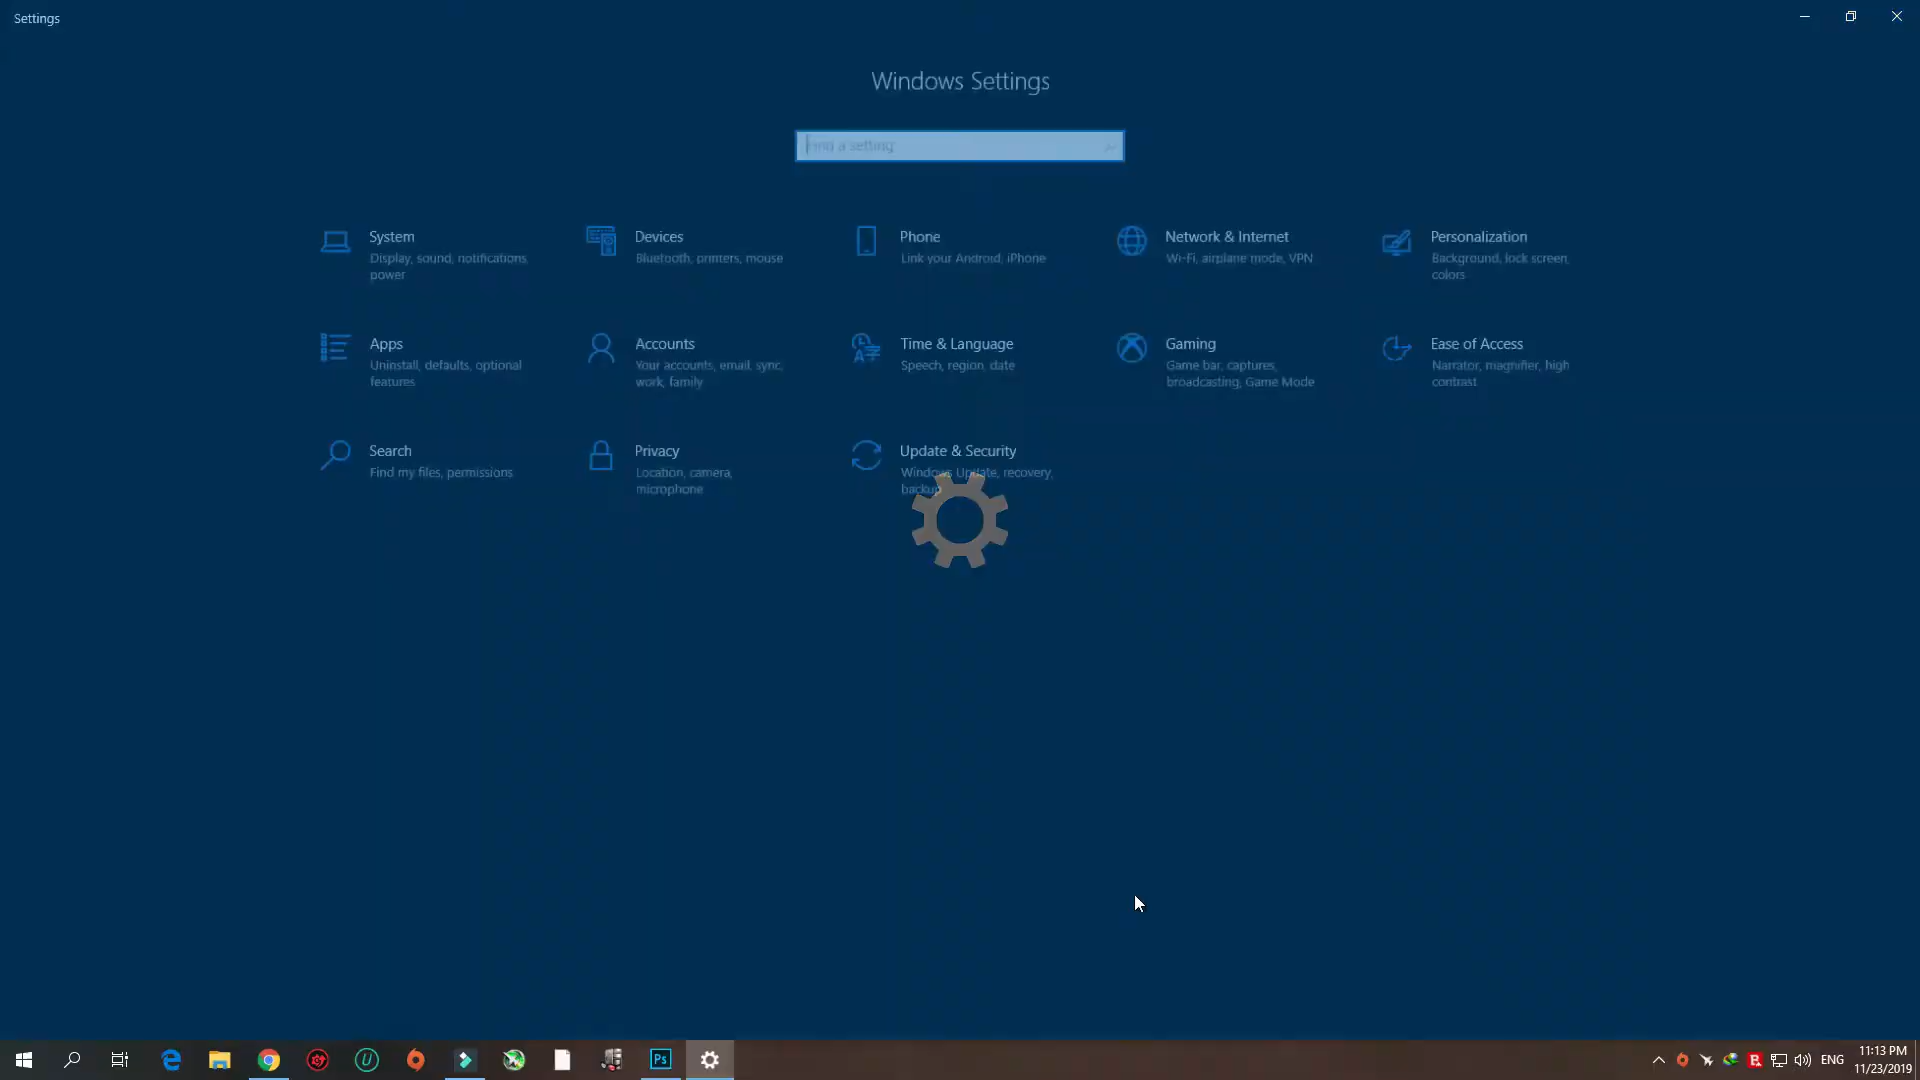 Settings
Windows Settings
Find a setting
System
Display, sound, notifications,
power
Devices
Bluetooth, printers, mouse
Phone
Link your Android, iPhone
Network & Internet
Wi-Fi, airplane mode, VPN
Personalization
Background, lock screen,
colors
Apps
Uninstall, defaults, optional
features
Accounts
Your accounts, email, sync,
work, family
Time & Language
Speech, region, date
Gaming
Game bar, captures,
broadcasting, Game Mode
Ease of Access
Narrator, magnifier, high
contrast
Search
Find my files, permissions
Privacy
Location, camera,
microphone
Update & Security
Windows Update, recovery,
backup
Ps
ENG
11:13 PM
11/23/2019